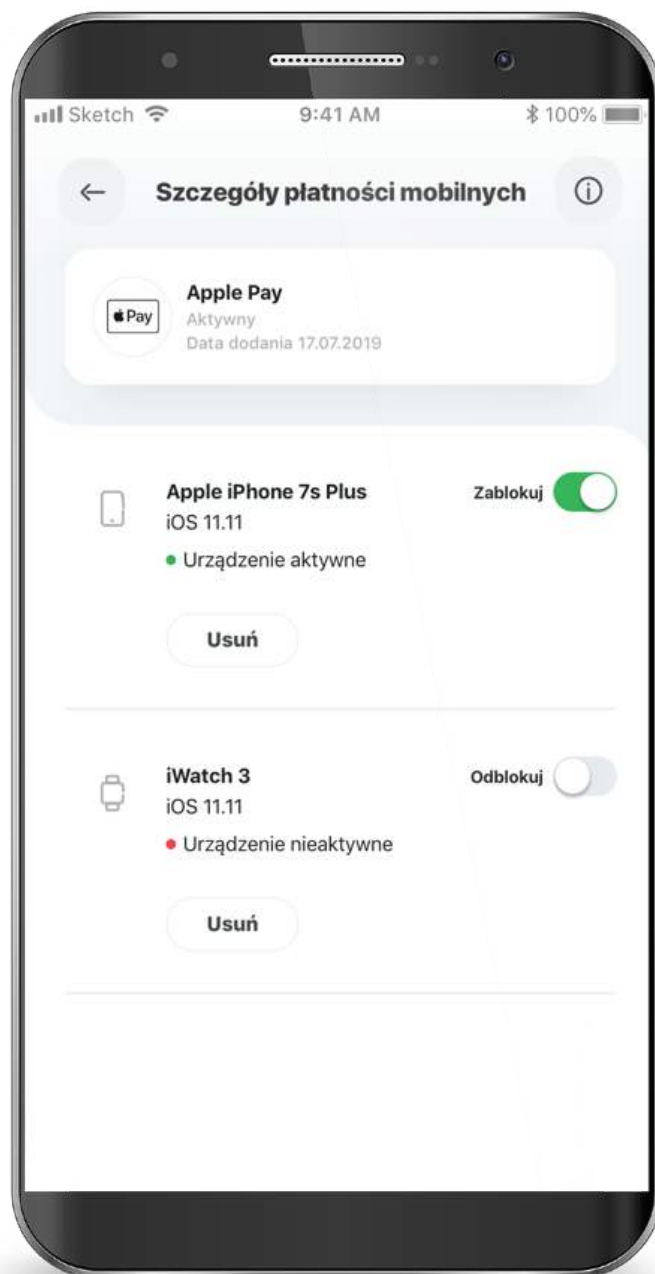 Sketch 9:41 AM 100%
Szczegóły płatności mobilnych
Apple Pay
Pay
Aktywny
Data dodania 17.07.2019
Apple iPhone 7s Plus
Zablokuj
iOS 11.11
Urządzenie aktywne
Usuń
iWatch 3
Odblokuj
iOS 11.11
Urządzenie nieaktywne
Usuń